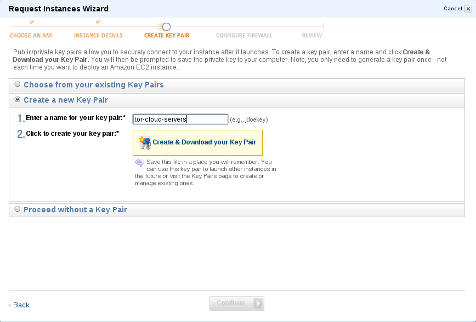 Request Instances Wizard
Cancel
CHOOSE AN AMI
INSTANCE DETAILS
CREATE KEY PAIR
CONFIGURE FIREWALL
REVIEW
Public/private key pairs allow you to securely connect to your instance after it launches. To create a key pair, enter a name and click Create &
Download your Key Pair. You will then be prompted to save the private key to your computer. Note, you only need to generate a key pair once - not
each time you want to deploy an Amazon EC2 instance.
Choose from your existing Key Pairs
Create a new Key Pair
1. Enter a name for your key pair:* tor-cloud-servers (e.g., jdoekey)
2. Click to create your key pair:*
Create & Download your Key Pair
Save this file in a place you will remember. You
can use this key pair to launch other instances in
the future or visit the Key Pairs page to create or
manage existing ones.
Proceed without a Key Pair
‹ Back
Continue